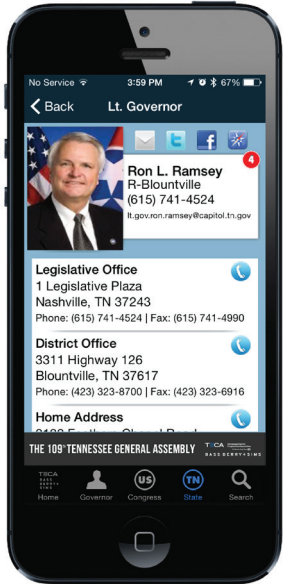 No Service 3:59 PM 67%
Back Lt. Governor
4
Ron L. Ramsey
R-Blountville
(615) 741-4524
lt.gov.ron.ramsey@capitol.tn.gov
Legislative Office
1 Legislative Plaza
Nashville, TN 37243
Phone: (615) 741-4524 | Fax: (615) 741-4990
District Office
3311 Highway 126
Blountville, TN 37617
Phone: (423) 323-8700 | Fax: (423) 323-6916
Home Address
THE 109th TENNESSEE GENERAL ASSEMBLY
BASS BERRY + SIMS
US TN
Home Governor Congress State Search